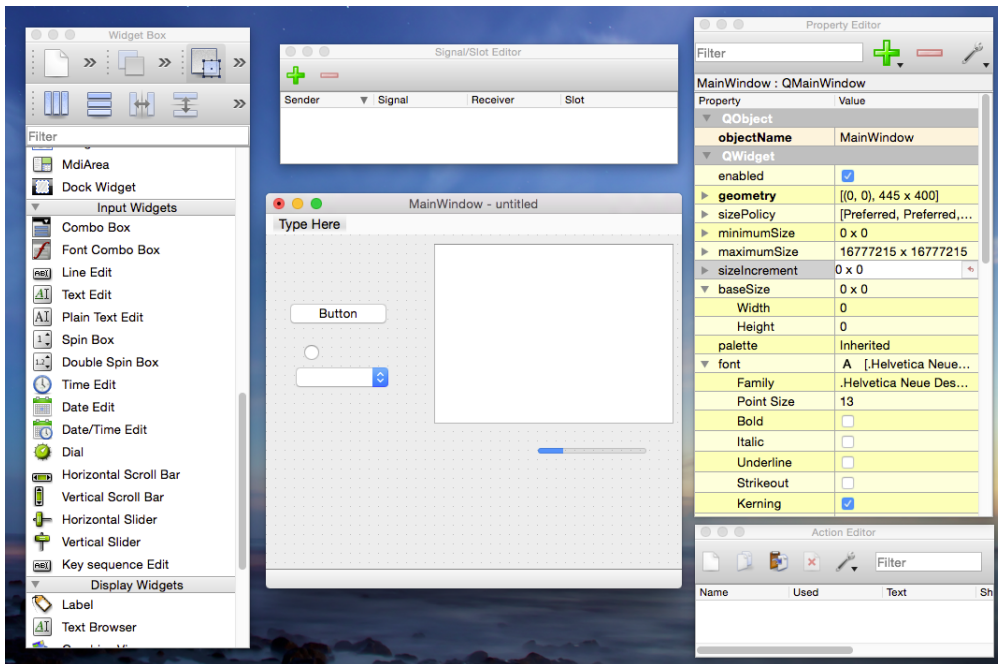 Widget Box
»
»
»
»
Filter
MdiArea
Dock Widget
Input Widgets
Combo Box
Font Combo Box
Line Edit
Text Edit
Plain Text Edit
Spin Box
Double Spin Box
Time Edit
Date Edit
Date/Time Edit
Dial
Horizontal Scroll Bar
Vertical Scroll Bar
Horizontal Slider
Vertical Slider
Key sequence Edit
Display Widgets
Label
Text Browser
Signal/Slot Editor
Sender Signal Receiver Slot
MainWindow - untitled
Type Here
Button
Property Editor
Filter
MainWindow : QMainWindow
Property Value
QObject
objectName MainWindow
QWidget
enabled
geometry [(0, 0), 445 x 400]
sizePolicy [Preferred, Preferred,...
minimumSize 0 x 0
maximumSize 16777215 x 16777215
sizeIncrement 0 x 0
baseSize 0 x 0
Width 0
Height 0
palette Inherited
font A [.Helvetica Neue...
Family .Helvetica Neue Des...
Point Size 13
Bold
Italic
Underline
Strikeout
Kerning
Action Editor
Filter
Name Used Text Sh